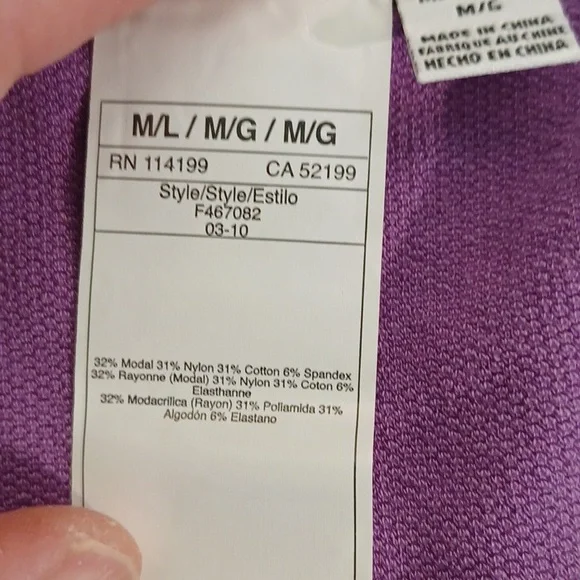 M/G
MADE IN CHINA
FABRIQUE AU CHINE
HECHO EN CHINA
M/L / M/G / M/G
RN 114199 CA 52199
Style/Style/Estilo
F467082
03-10
32% Modal 31% Nylon 31% Cotton 6% Spandex
32% Rayonne (Modal) 31% Nylon 31% Coton 6%
Elasthanne
32% Modacrilica (Rayon) 31% Poliamida 31%
Algodón 6% Elastano